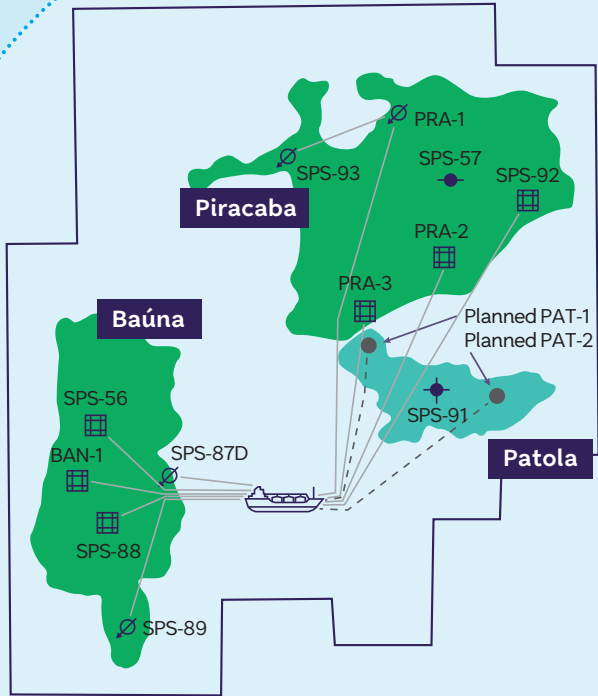 PRA-1
SPS-57
SPS-93
SPS-92
Piracaba
PRA-2
PRA-3
Baúna
Planned PAT-1
Planned PAT-2
SPS-56
SPS-91
BAN-1
SPS-87D
Patola
SPS-88
SPS-89